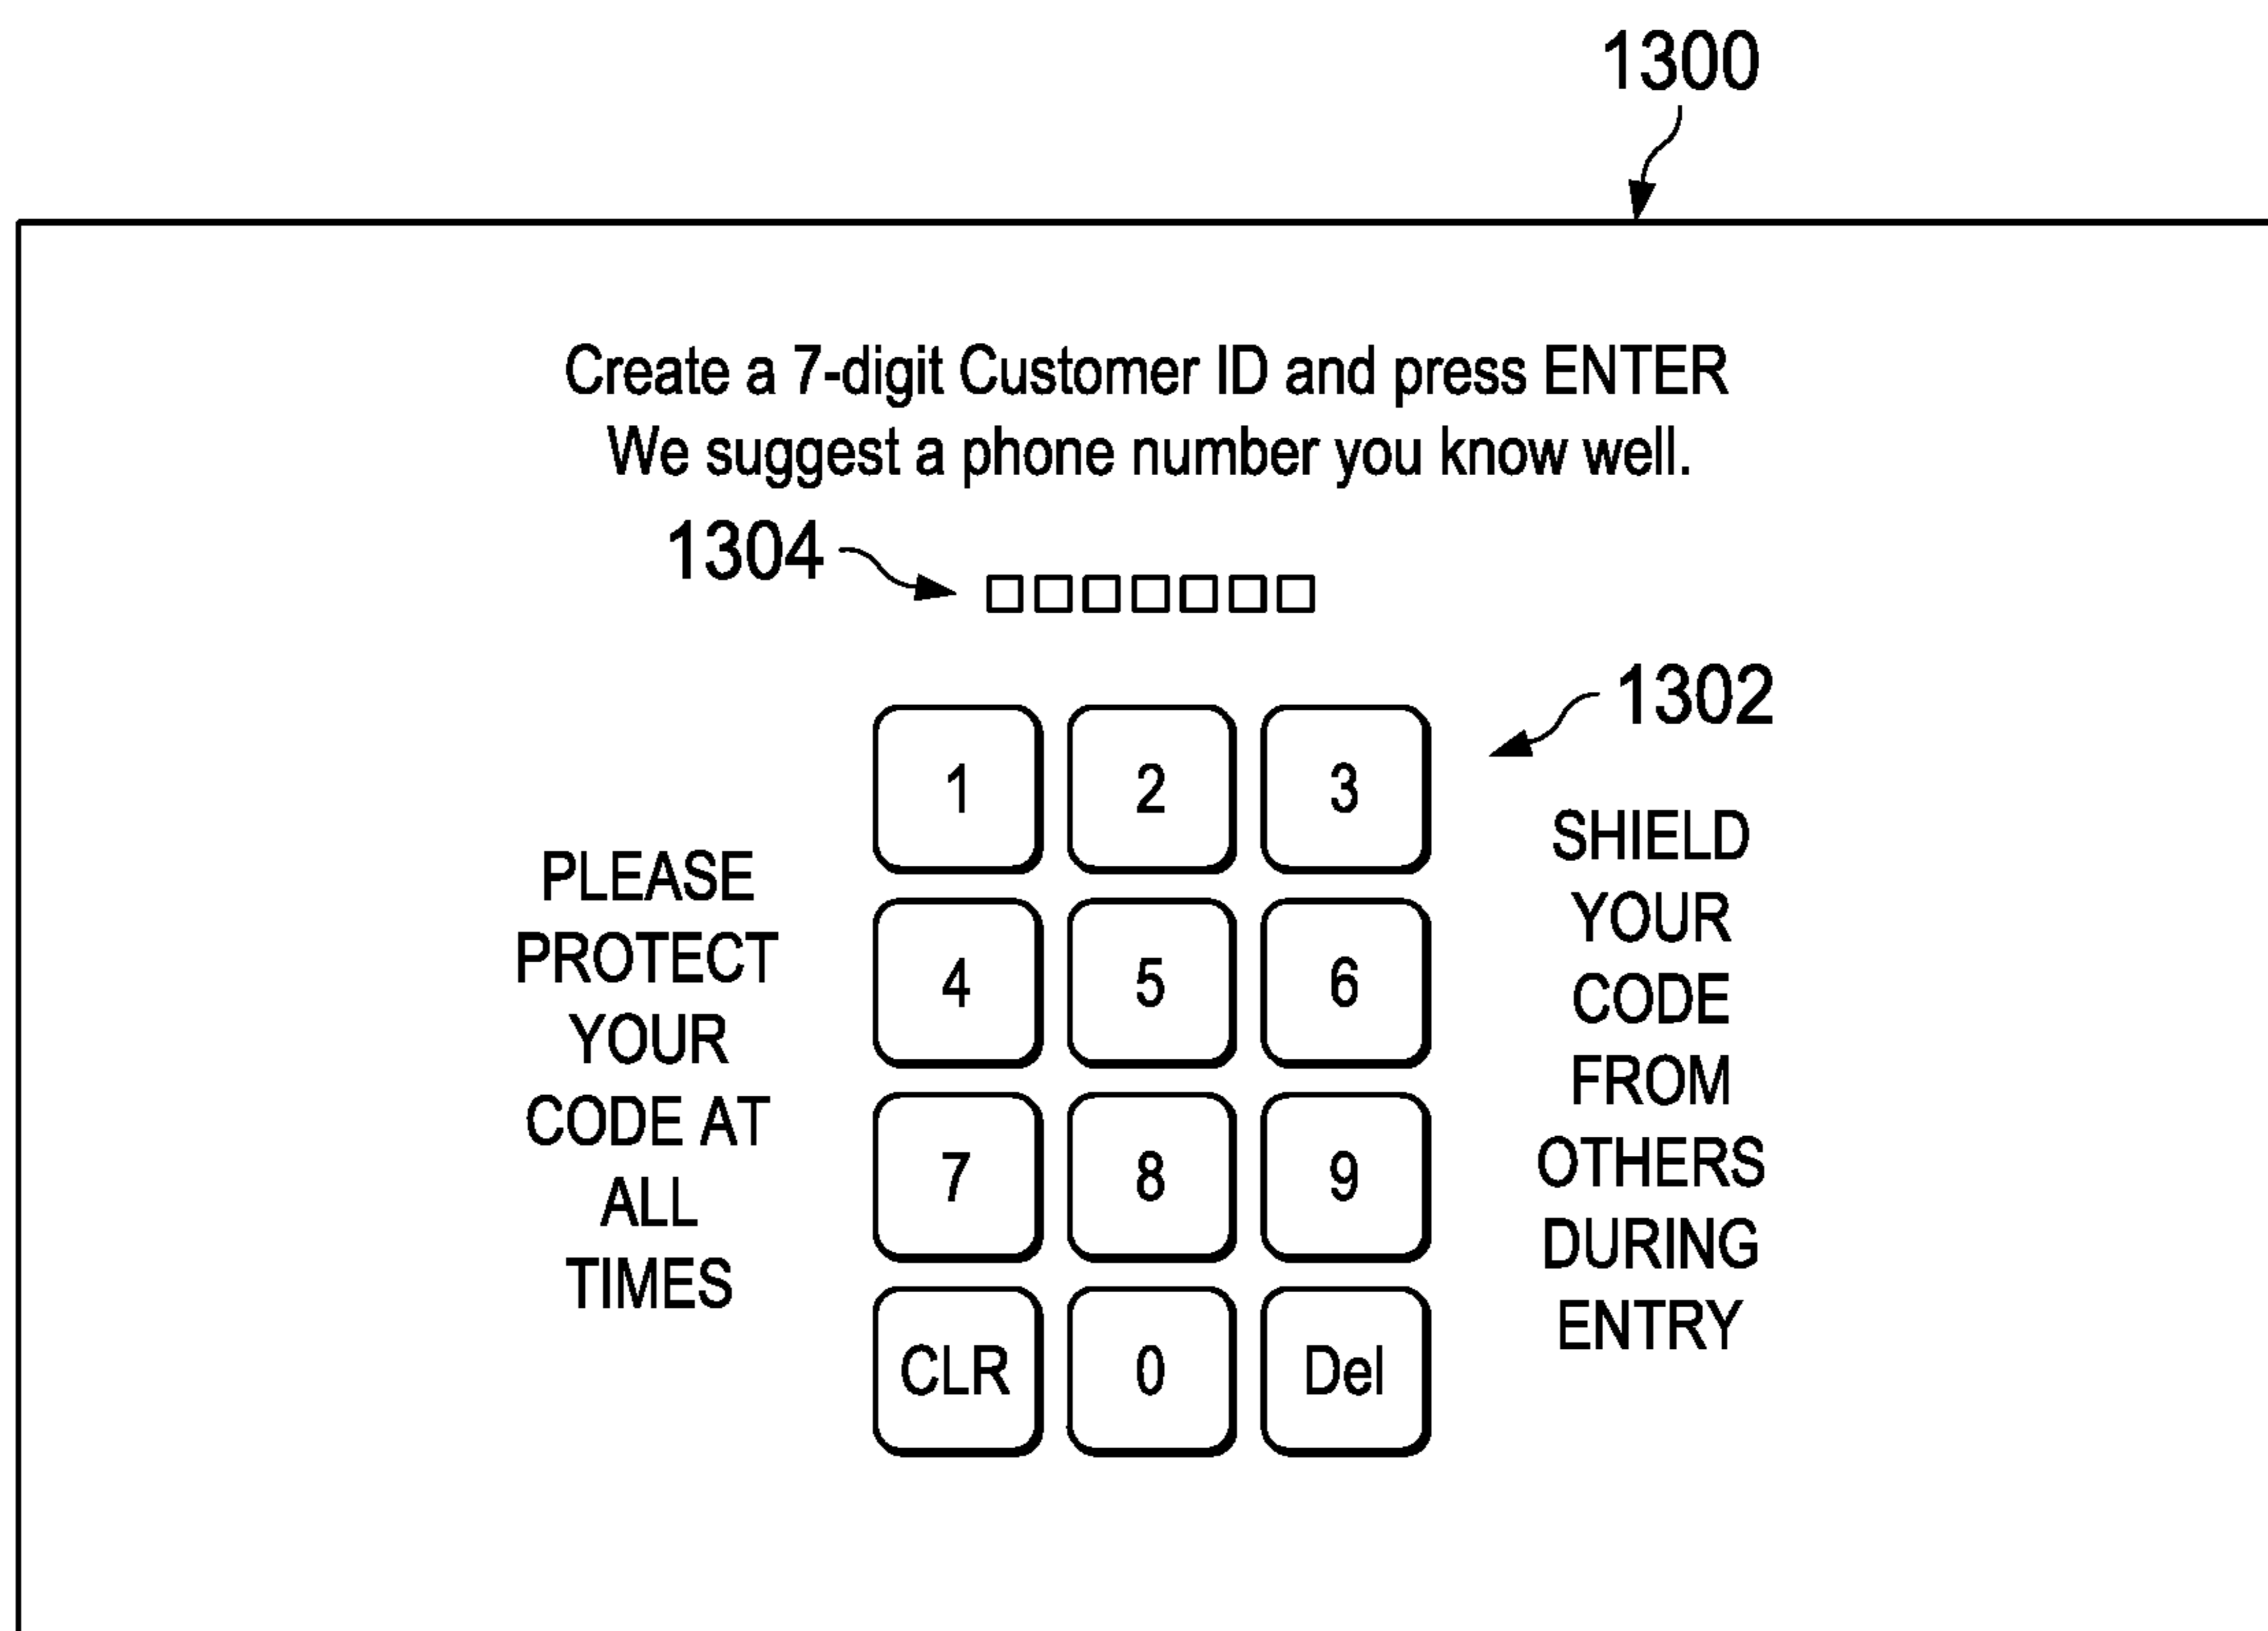 1300
Create a 7-digit Customer ID and press ENTER
We suggest a phone number you know well.
1304
1302
PLEASE
PROTECT
YOUR
CODE AT
ALL
TIMES
1 2 3
4 5 6
7 8 9
CLR 0 Del
SHIELD
YOUR
CODE
FROM
OTHERS
DURING
ENTRY